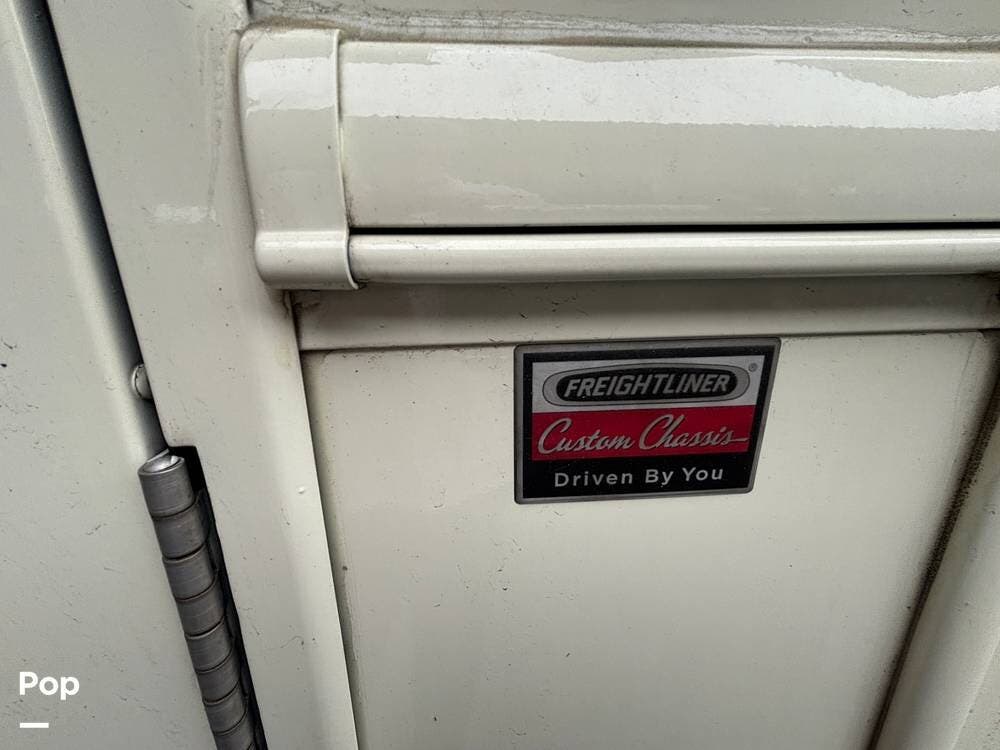 FREIGHTLINER®
Custom Chassis
Driven By You
Pop